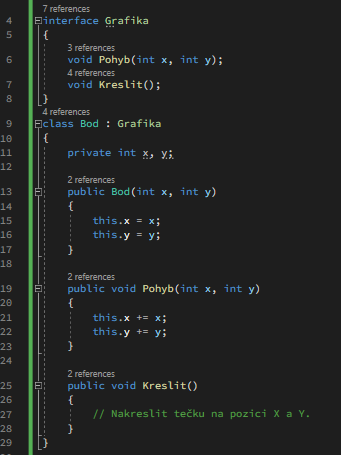 7 references
4 interface Grafika
5 {
3 references
6 void Pohyb(int x, int y);
4 references
7 void Kreslit();
8 }
4 references
9 class Bod : Grafika
10 {
11 private int x, y;
12
2 references
13 public Bod(int x, int y)
14 {
15 this.x = x;
16 this.y = y;
17 }
18
2 references
19 public void Pohyb(int x, int y)
20 {
21 this.x += x;
22 this.y += y;
23 }
24
2 references
25 public void Kreslit()
26 {
27 // Nakreslit tečku na pozici X a Y.
28 }
29 }